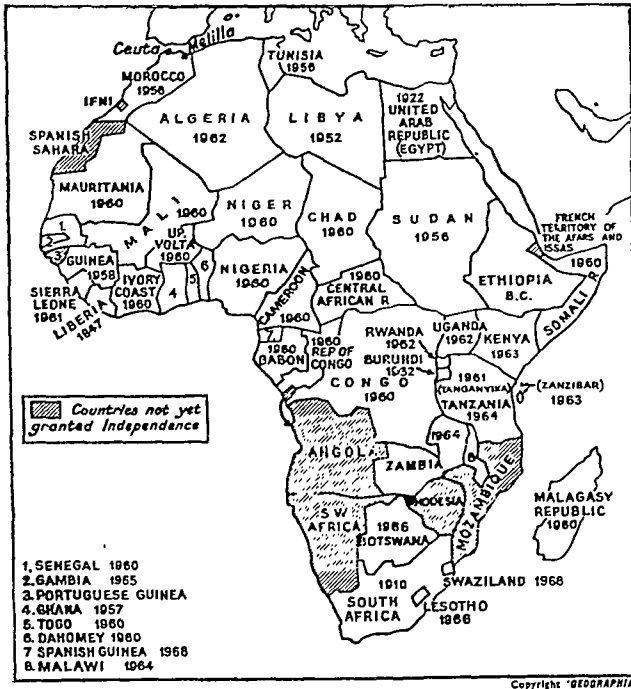 Ceuta
Melilla
TUNISIA
1956
MOROCCO
1956
IFNI
ALGERIA
1962
LIBYA
1952
1922
UNITED
ARAB
REPUBLIC
(EGYPT)
SPANISH
SAHARA
MAURITANIA
1960
MALI
1960
NIGER
1960
CHAD
1960
SUDAN
1956
FRENCH
TERRITORY
OF THE
AFARS AND
ISSAS
UP.
VOLTA
1960
1.
3
GUINEA
1958
SIERRA
LEONE
1961
LIBERIA
1847
IVORY
COAST
1960
4
5
6
NIGERIA
1960
CAMEROON
1960
1960
CENTRAL
AFRICAN R
ETHIOPIA
B.C.
1960
SOMALI R
7.
1960
GABON
1960
REP OF
CONGO
CONGO
1960
RWANDA
1962
BURUNDI
UGANDA
1962
KENYA
1963
1961
(TANGANYIKA)
TANZANIA
1964
(ZANZIBAR)
1963
Countries not yet
granted Independence
ANGOLA
1964
ZAMBIA
8
MOZAMBIQUE
RHODESIA
MALAGASY
REPUBLIC
1960
S W
AFRICA
1966
BOTSWANA
1910
SOUTH
AFRICA
SWAZILAND 1968
LESOTHO
1966
1. SENEGAL 1960
2. GAMBIA 1965
3. PORTUGUESE GUINEA
4. GHANA 1957
5. TOGO 1960
6. DAHOMEY 1960
7 SPANISH GUINEA 1968
8. MALAWI 1964
Copyright 'GEOGRAPHIA